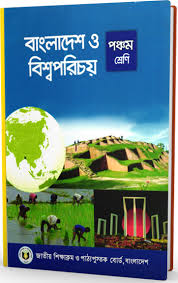 বাংলাদেশ ও
বিশ্বপরিচয়
পঞ্চম
শ্রেণি
জাতীয় শিক্ষাক্রম ও পাঠ্যপুস্তক বোর্ড, বাংলাদেশ